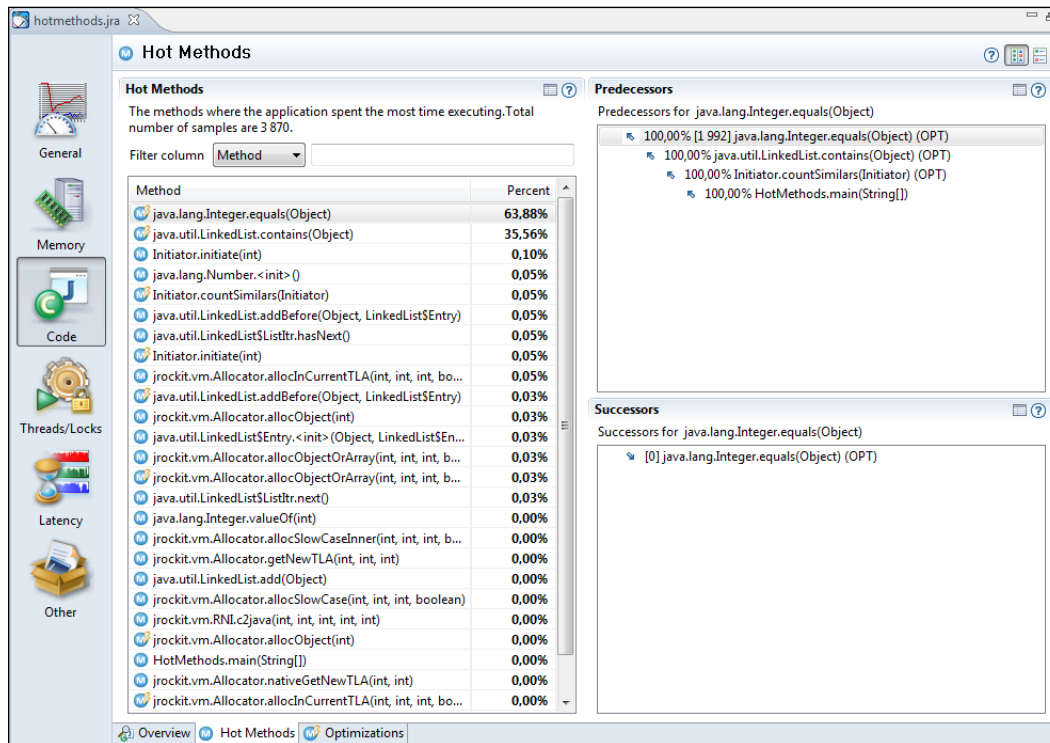 hotmethods.jra
Hot Methods
General
Memory
Code
Threads/Locks
Latency
Other
Hot Methods
The methods where the application spent the most time executing.Total
number of samples are 3 870.
Filter column Method
Method Percent
java.lang.Integer.equals(Object) 63,88%
java.util.LinkedList.contains(Object) 35,56%
Initiator.initiate(int) 0,10%
java.lang.Number.<init>() 0,05%
Initiator.countSimilars(Initiator) 0,05%
java.util.LinkedList.addBefore(Object, LinkedList$Entry) 0,05%
java.util.LinkedList$ListItr.hasNext() 0,05%
Initiator.initiate(int) 0,05%
jrockit.vm.Allocator.allocInCurrentTLA(int, int, int, bo... 0,05%
java.util.LinkedList.addBefore(Object, LinkedList$Entry) 0,03%
jrockit.vm.Allocator.allocObject(int) 0,03%
java.util.LinkedList$Entry.<init>(Object, LinkedList$En... 0,03%
jrockit.vm.Allocator.allocObjectOrArray(int, int, int, b... 0,03%
jrockit.vm.Allocator.allocObjectOrArray(int, int, int, b... 0,03%
java.util.LinkedList$ListItr.next() 0,03%
java.lang.Integer.valueOf(int) 0,00%
jrockit.vm.Allocator.allocSlowCaseInner(int, int, int, b... 0,00%
jrockit.vm.Allocator.getNewTLA(int, int, int) 0,00%
java.util.LinkedList.add(Object) 0,00%
jrockit.vm.Allocator.allocSlowCase(int, int, int, boolean) 0,00%
jrockit.vm.RNI.c2java(int, int, int, int, int) 0,00%
jrockit.vm.Allocator.allocObject(int) 0,00%
HotMethods.main(String[]) 0,00%
jrockit.vm.Allocator.nativeGetNewTLA(int, int) 0,00%
jrockit.vm.Allocator.allocInCurrentTLA(int, int, int, bo... 0,00%
Predecessors
Predecessors for java.lang.Integer.equals(Object)
100,00% [1 992] java.lang.Integer.equals(Object) (OPT)
100,00% java.util.LinkedList.contains(Object) (OPT)
100,00% Initiator.countSimilars(Initiator) (OPT)
100,00% HotMethods.main(String[])
Successors
Successors for java.lang.Integer.equals(Object)
[0] java.lang.Integer.equals(Object) (OPT)
Overview Hot Methods Optimizations